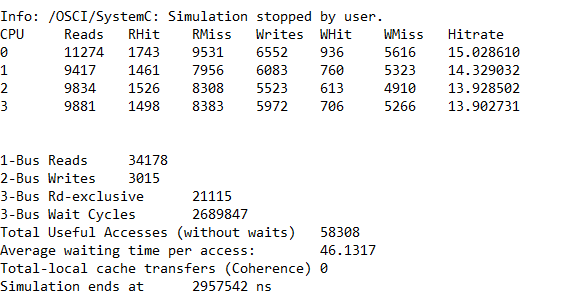 Info: /OSCI/SystemC: Simulation stopped by user.
CPU Reads RHit RMiss Writes WHit WMiss Hitrate
0 11274 1743 9531 6552 936 5616 15.028610
1 9417 1461 7956 6083 760 5323 14.329032
2 9834 1526 8308 5523 613 4910 13.928502
3 9881 1498 8383 5972 706 5266 13.902731
1-Bus Reads 34178
2-Bus Writes 3015
3-Bus Rd-exclusive 21115
3-Bus Wait Cycles 2689847
Total Useful Accesses (without waits) 58308
Average waiting time per access: 46.1317
Total-local cache transfers (Coherence) 0
Simulation ends at 2957542 ns